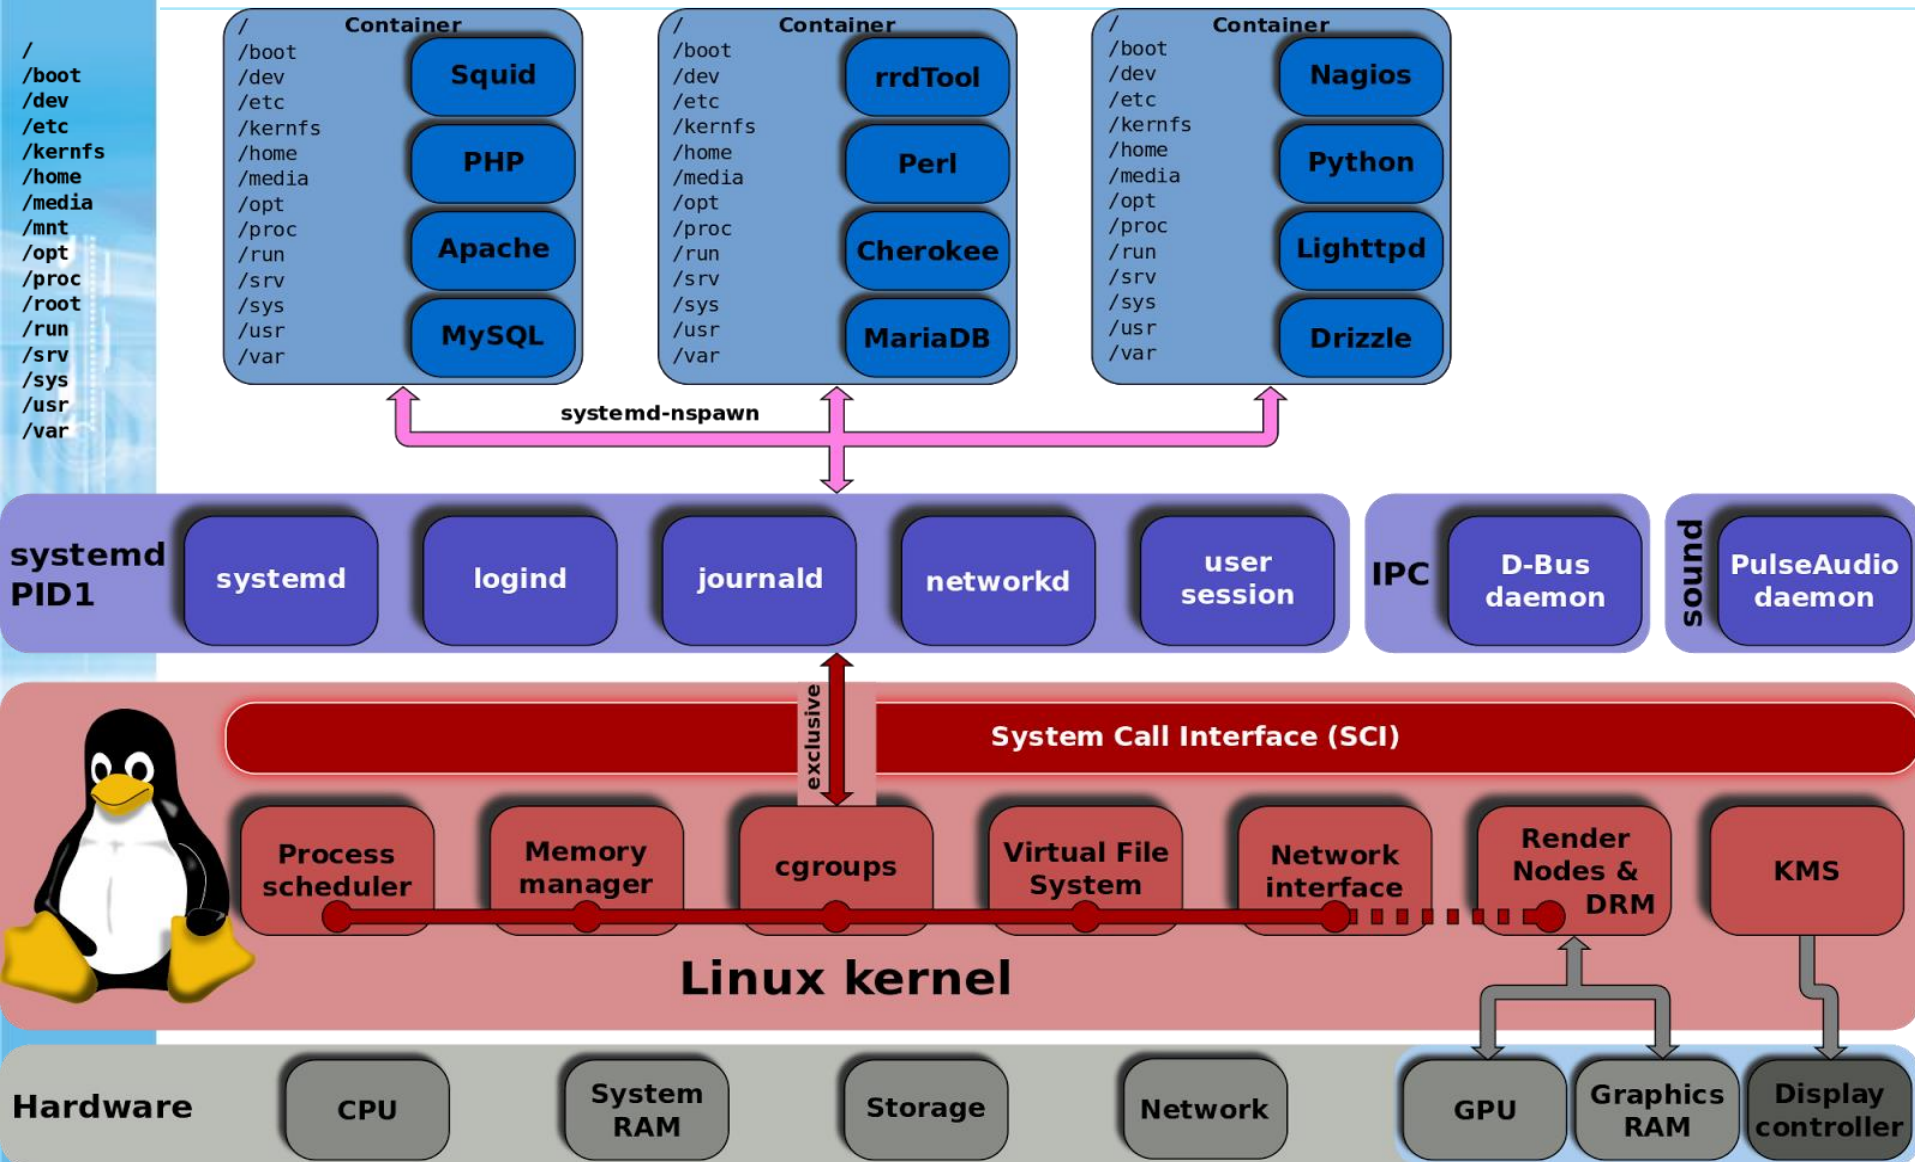 /
/boot
/dev
/etc
/kernfs
/home
/media
/mnt
/opt
/proc
/root
/run
/srv
/sys
/usr
/var
Container
/
/boot
/dev
/etc
/kernfs
/home
/media
/opt
/proc
/run
/srv
/sys
/usr
/var
Squid
PHP
Apache
MySQL
Container
/
/boot
/dev
/etc
/kernfs
/home
/media
/opt
/proc
/run
/srv
/sys
/usr
/var
rrdTool
Perl
Cherokee
MariaDB
Container
/
/boot
/dev
/etc
/kernfs
/home
/media
/opt
/proc
/run
/srv
/sys
/usr
/var
Nagios
Python
Lighttpd
Drizzle
systemd-nspawn
systemd
PID1
systemd
logind
journald
networkd
user
session
IPC
D-Bus
daemon
sound
PulseAudio
daemon
exclusive
System Call Interface (SCI)
Process
scheduler
Memory
manager
cgroups
Virtual File
System
Network
interface
Render
Nodes &
DRM
KMS
Linux kernel
Hardware
CPU
System
RAM
Storage
Network
GPU
Graphics
RAM
Display
controller